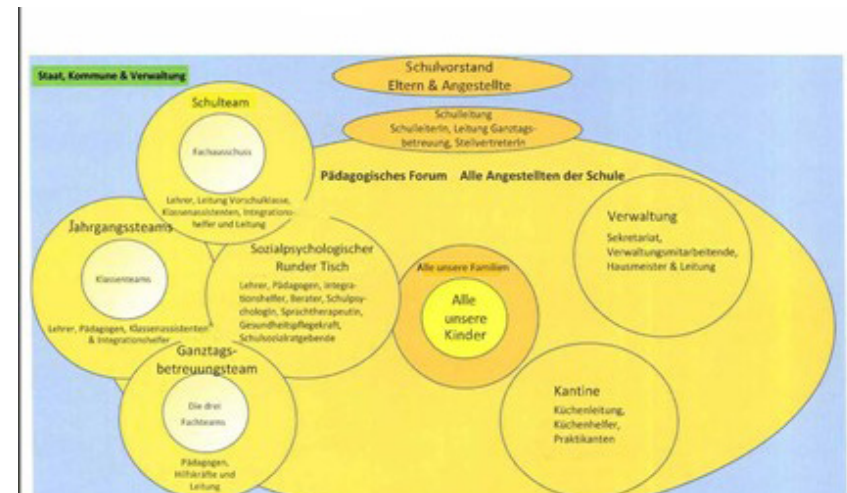 Staat, Kommune & Verwaltung
Schulvorstand
Eltern & Angestellte
Schulleitung
SchulleiterIn, Leitung Ganztags-
betreuung, StellvertreterIn
Schulteam
Fachausschuss
Lehrer, Leitung Vorschulklasse,
Klassenassistenten, Integrations-
helfer und Leitung
Pädagogisches Forum Alle Angestellten der Schule
Jahrgangssteams
Klassenteams
Lehrer, Pädagogen, Klassenassistenten
& Integrationshelfer
Sozialpsychologischer
Runder Tisch
Lehrer, Pädagogen, Integra-
tionshelfer, Berater, Schulpsy-
chologin, Sprachtherapeutin,
Gesundheitspflegekraft,
Schulsozialratgebende
Alle unsere Familien
Alle
unsere
Kinder
Verwaltung
Sekretariat,
Verwaltungsmitarbeitende,
Hausmeister & Leitung
Ganztags-
betreuungsteam
Die drei
Fachteams
Pädagogen,
Hilfskräfte und
Leitung
Kantine
Küchenleitung,
Küchenhelfer,
Praktikanten